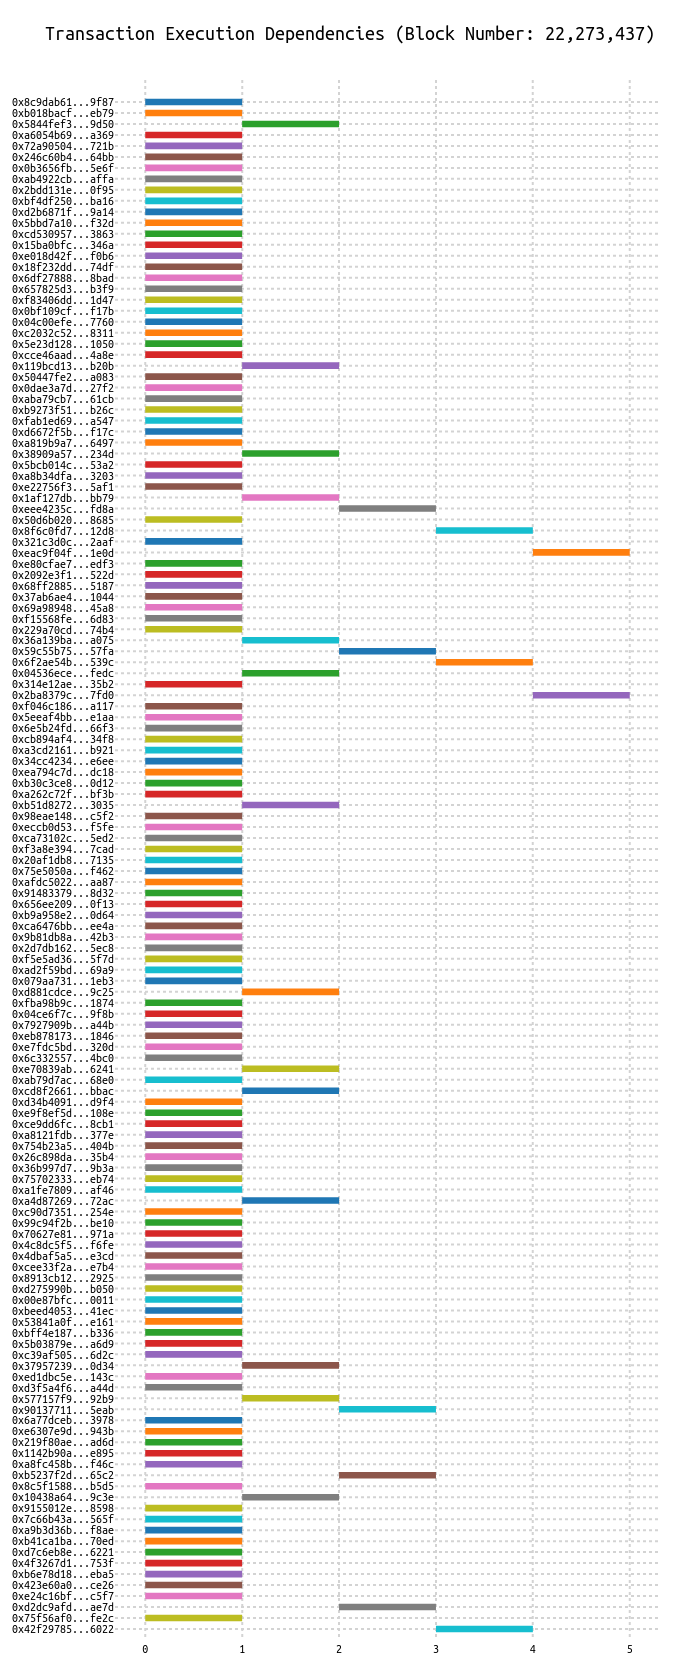 Transaction Execution Dependencies (Block Number: 22,273,437)
0x8c9dab61...9f87
0xb018bacf...eb79
0x5844fef3...9d50
0xa6054b69...a369
0x72a90504...721b
0x246c60b4...64bb
0x0b3656fb...5e6f
0xab4922cb...affa
0x2bdd131e...0f95
0xbf4df250...ba16
0xd2b6871f...9a14
0x5bbd7a10...f32d
0xcd530957...3863
0x15ba0bfc...346a
0xe018d42f...f0b6
0x18f232dd...74df
0x6df27888...8bad
0x657825d3...b3f9
0xf83406dd...1d47
0x0bf109cf...f17b
0x04c00efe...7760
0xc2032c52...8311
0x5e23d128...1050
0xcce46aad...4a8e
0x119bcd13...b20b
0x50447fe2...a083
0x0dae3a7d...27f2
0xaba79cb7...61cb
0xb9273f51...b26c
0xfab1ed69...a547
0xd6672f5b...f17c
0xa819b9a7...6497
0x38909a57...234d
0x5bcb014c...53a2
0xa8b34dfa...3203
0xe22756f3...5af1
0x1af127db...bb79
0xeee4235c...fd8a
0x50d6b020...8685
0x8f6c0fd7...12d8
0x321c3d0c...2aaf
0xeac9f04f...1e0d
0xe80cfae7...edf3
0x2092e3f1...522d
0x68ff2885...5187
0x37ab6ae4...1044
0x69a98948...45a8
0xf15568fe...6d83
0x229a70cd...74b4
0x36a139ba...a075
0x59c55b75...57fa
0x6f2ae54b...539c
0x04536ece...fedc
0x314e12ae...35b2
0x2ba8379c...7fd0
0xf046c186...a117
0x5eeaf4bb...e1aa
0x6e5b24fd...66f3
0xcb894af4...34f8
0xa3cd2161...b921
0x34cc4234...e6ee
0xea794c7d...dc18
0xb30c3ce8...0d12
0xa262c72f...bf3b
0xb51d8272...3035
0x98eae148...c5f2
0xeccb0d53...f5fe
0xca73102c...5ed2
0xf3a8e394...7cad
0x20af1db8...7135
0x75e5050a...f462
0xafdc5022...aa87
0x91483379...8d32
0x656ee209...0f13
0xb9a958e2...0d64
0xca6476bb...ee4a
0x9b81db8a...42b3
0x2d7db162...5ec8
0xf5e5ad36...5f7d
0xad2f59bd...69a9
0x079aa731...1eb3
0xd881cdce...9c25
0xfba98b9c...1874
0x04ce6f7c...9f8b
0x7927909b...a44b
0xeb878173...1846
0xe7fdc5bd...320d
0x6c332557...4bc0
0xe70839ab...6241
0xab79d7ac...68e0
0xcd8f2661...bbac
0xd34b4091...d9f4
0xe9f8ef5d...108e
0xce9dd6fc...8cb1
0xa8121fdb...377e
0x754b23a5...404b
0x26c898da...35b4
0x36b997d7...9b3a
0x75702333...eb74
0xa1fe7809...af46
0xa4d87269...72ac
0xc90d7351...254e
0x99c94f2b...be10
0x70627e81...971a
0x4c8dc5f5...f6fe
0x4dbaf5a5...e3cd
0xcee33f2a...e7b4
0x8913cb12...2925
0xd275990b...b050
0x00e87bfc...0011
0xbeed4053...41ec
0x53841a0f...e161
0xbff4e187...b336
0x5b03879e...a6d9
0xc39af505...6d2c
0x37957239...0d34
0xed1dbc5e...143c
0xd3f5a4f6...a44d
0x577157f9...92b9
0x90137711...5eab
0x6a77dceb...3978
0xe6307e9d...943b
0x219f80ae...ad6d
0x1142b90a...e895
0xa8fc458b...f46c
0xb5237f2d...65c2
0x8c5f1588...b5d5
0x10438a64...9c3e
0x9155012e...8598
0x7c66b43a...565f
0xa9b3d36b...f8ae
0xb41ca1ba...70ed
0xd7c6eb8e...6221
0x4f3267d1...753f
0xb6e78d18...eba5
0x423e60a0...ce26
0xe24c16bf...c5f7
0xd2dc9afd...ae7d
0x75f56af0...fe2c
0x42f29785...6022
0 1 2 3 4 5